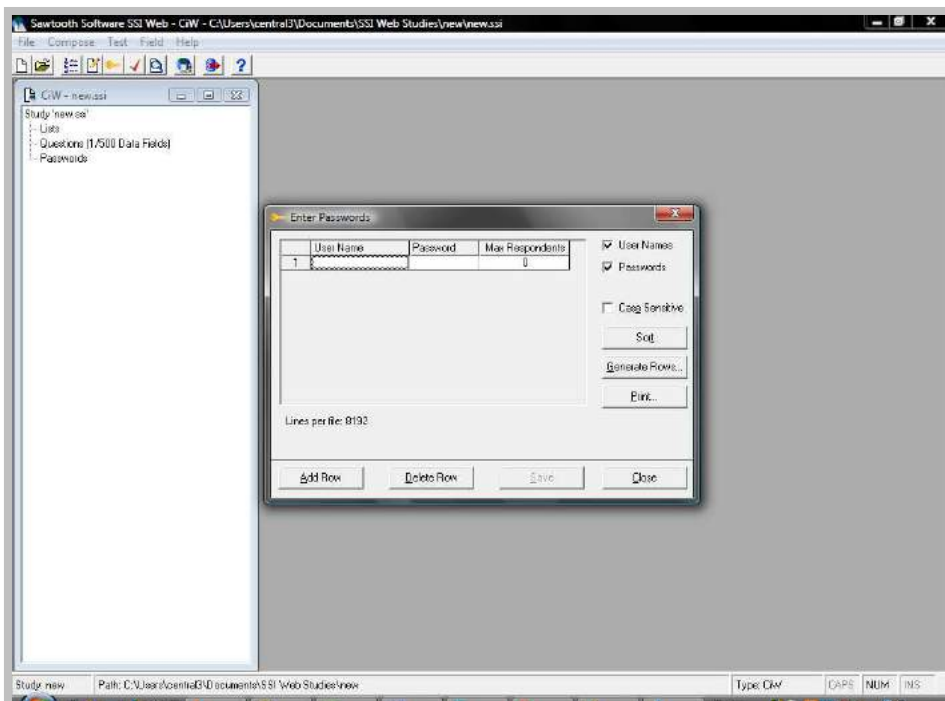 Sawtooth Software SSI Web - CiW - C:\Users\central3\Documents\SSI Web Studies\new\new.ssi
File Compose Test Field Help
CiW - new.ssi
Study 'new.ssi'
Lists
Questions (1/500 Data Fields)
Passwords
Enter Passwords
User Name Password Max Respondents
1 0
User Names
Passwords
Case Sensitive
Sort
Generate Rows...
Print...
Lines per file: 8192
Add Row Delete Row Save Close
Study: new Path: C:\Users\central3\Documents\SSI Web Studies\new Type: CiW CAPS NUM INS